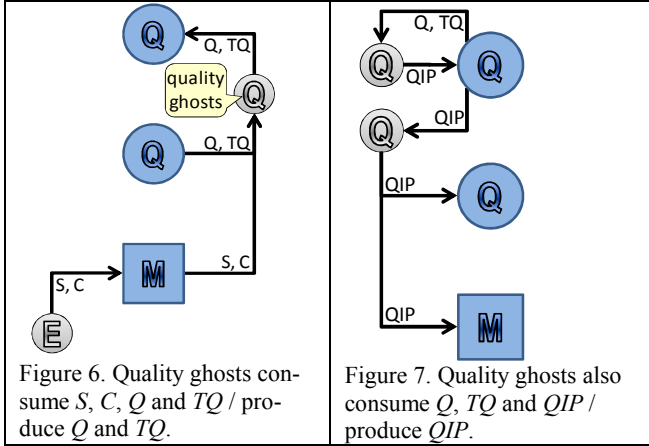 Q
Q, TQ
quality
ghosts
Q
Q
Q, TQ
M
S, C
S, C
E
Figure 6. Quality ghosts con-
sume S, C, Q and TQ / pro-
duce Q and TQ.
Q, TQ
Q
QIP
Q
Q
QIP
QIP
Q
QIP
M
Figure 7. Quality ghosts also
consume Q, TQ and QIP /
produce QIP.